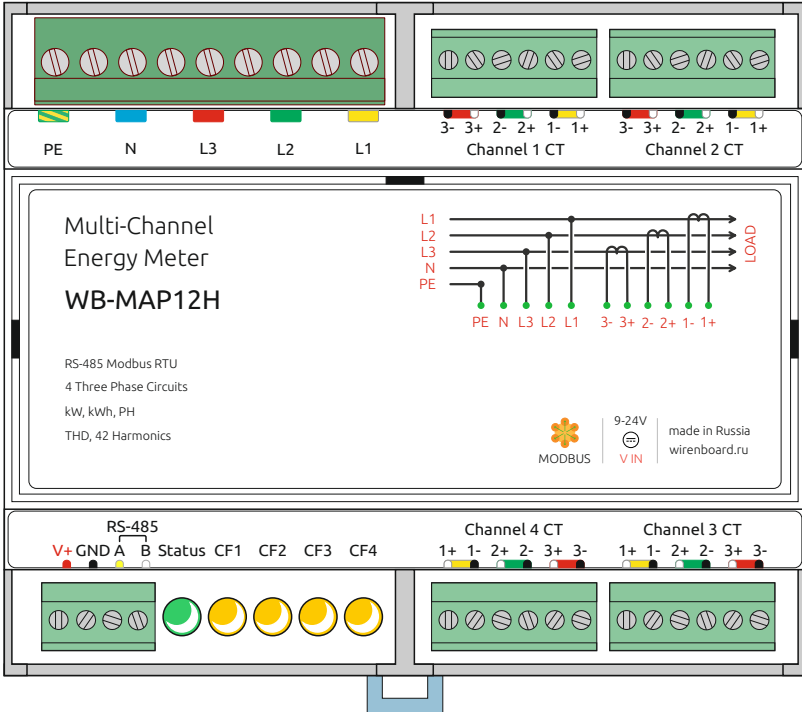 3- 3+ 2- 2+ 1- 1+
3- 3+ 2- 2+ 1- 1+
PE N L3 L2 L1
Channel 1 CT
Channel 2 CT
Multi-Channel
Energy Meter
WB-MAP12H
RS-485 Modbus RTU
4 Three Phase Circuits
kW, kWh, PH
THD, 42 Harmonics
L1
L2
L3
N
PE
LOAD
PE N L3 L2 L1 3- 3+ 2- 2+ 1- 1+
MODBUS
9-24V
V IN
made in Russia
wirenboard.ru
RS-485
V+ GND A B Status CF1 CF2 CF3 CF4
Channel 4 CT
1+ 1- 2+ 2- 3+ 3-
Channel 3 CT
1+ 1- 2+ 2- 3+ 3-